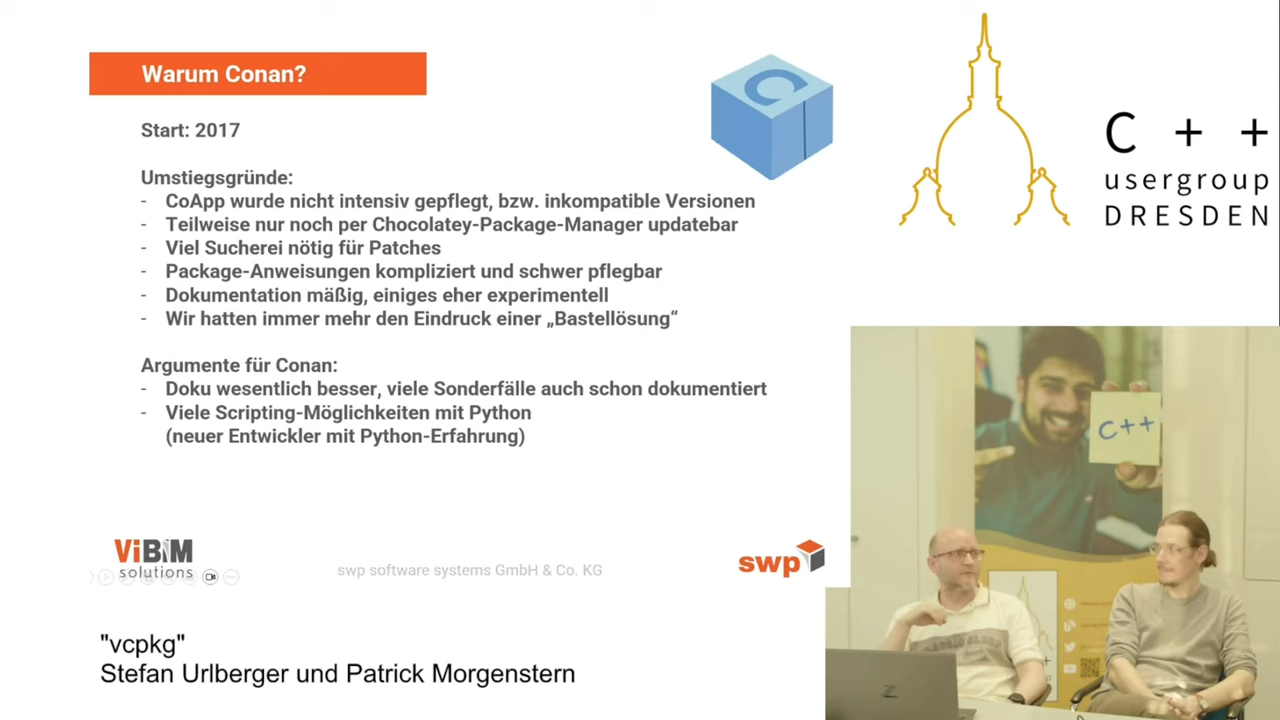 Warum Conan?
Start: 2017
Umstiegsgründe:
- CoApp wurde nicht intensiv gepflegt, bzw. inkompatible Versionen
- Teilweise nur noch per Chocolatey-Package-Manager updatebar
- Viel Sucherei nötig für Patches
- Package-Anweisungen kompliziert und schwer pflegbar
- Dokumentation mäßig, einiges eher experimentell
- Wir hatten immer mehr den Eindruck einer „Bastellösung“
Argumente für Conan:
- Doku wesentlich besser, viele Sonderfälle auch schon dokumentiert
- Viele Scripting-Möglichkeiten mit Python
(neuer Entwickler mit Python-Erfahrung)
ViBiM
solutions
swp software systems GmbH & Co. KG
swp
"vcpkg"
Stefan Urlberger und Patrick Morgenstern
C++
usergroup
DRESDEN
C++